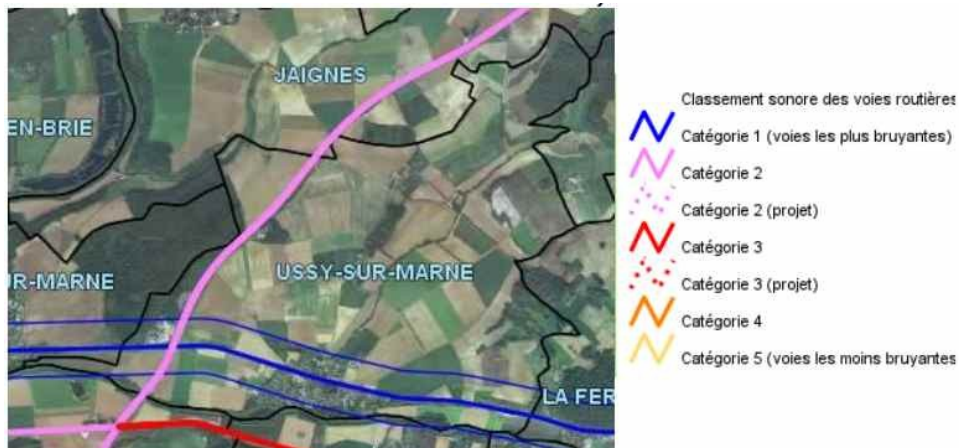 JAIGNES
EN-BRIE
UR-MARNE
USSY-SUR-MARNE
LA FER
Classement sonore des voies routières
Catégorie 1 (voies les plus bruyantes)
Catégorie 2
Catégorie 2 (projet)
Catégorie 3
Catégorie 3 (projet)
Catégorie 4
Catégorie 5 (voies les moins bruyantes